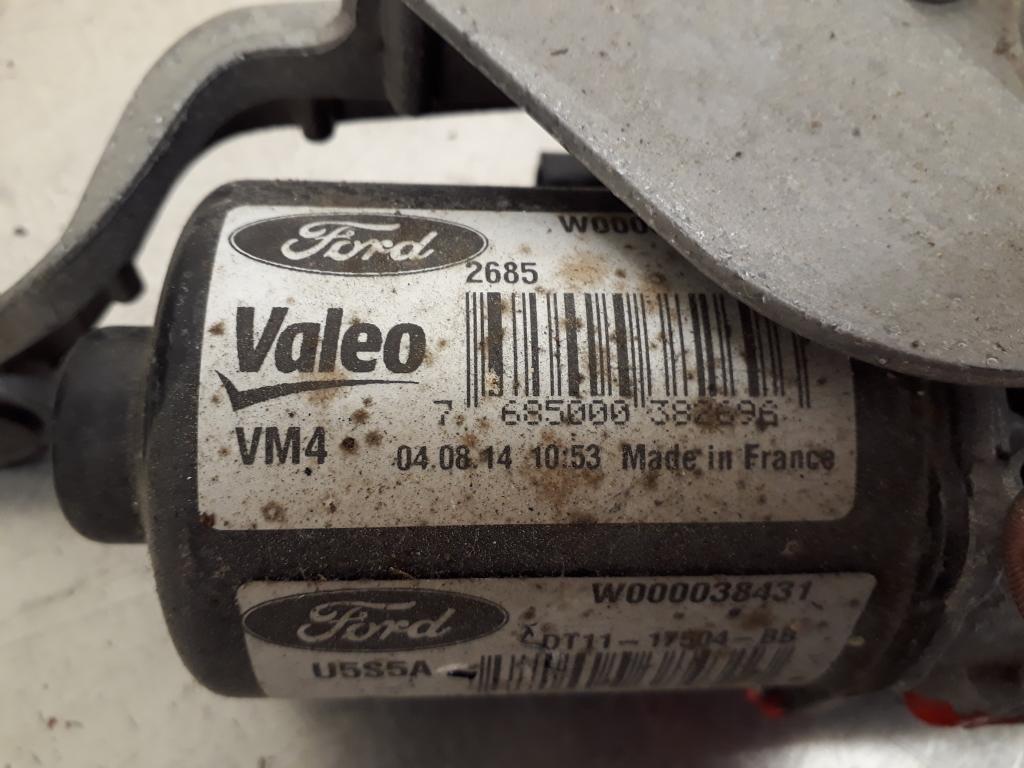 Ford
2685
Valeo
7 685000 382696
VM4 04.08.14 10:53 Made in France
Ford W000038431
DT11-17504-BB
U5S5A